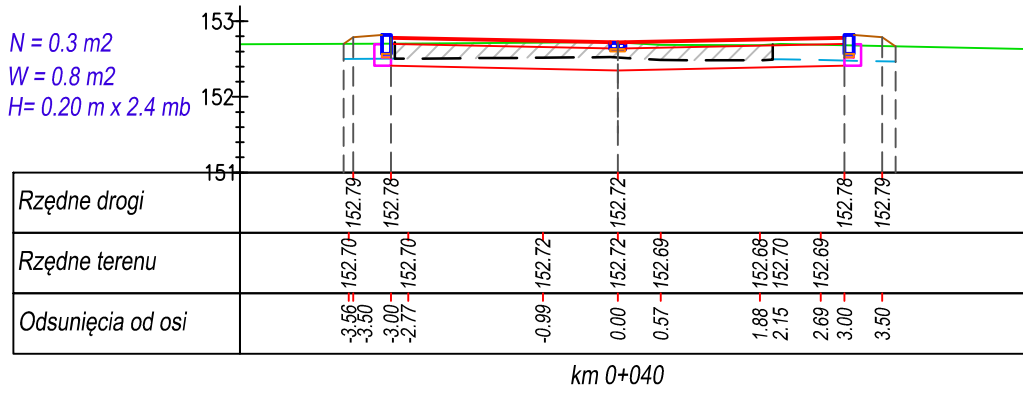 153
N = 0.3 m2
W = 0.8 m2
152
H= 0.20 m x 2.4 mb
151
Rzędne drogi
152.79 152.78 152.72 152.78 152.79
Rzędne terenu
152.70 152.70 152.72 152.72 152.69 152.68 152.70 152.69
Odsunięcia od osi
-3.56 -3.50 -3.00 -2.77 -0.99 0.00 0.57 1.88 2.15 2.69 3.00 3.50
km 0+040